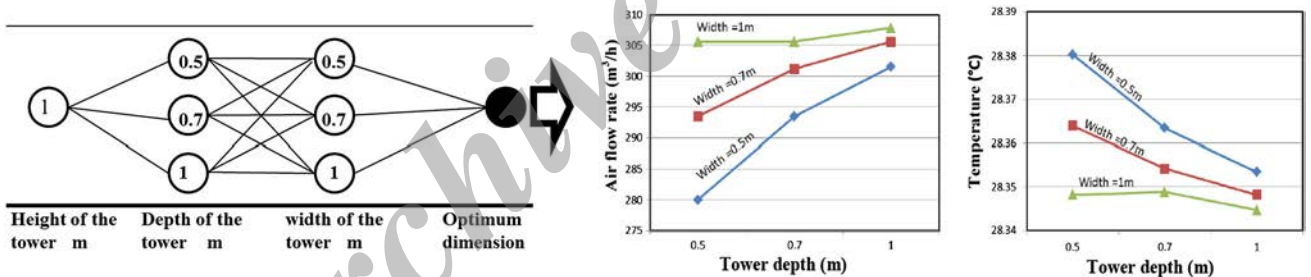 0.5
0.5
1
0.7
0.7
1
1
Height of the
tower m
Depth of the
tower m
width of the
tower m
Optimum
dimension
Archive
Air flow rate (m³/h)
310
305
300
295
290
285
280
275
Width =1m
Width =0.7m
Width =0.5m
0.5
0.7
1
Tower depth (m)
Temperature (°C)
28.39
28.38
28.37
28.36
28.35
28.34
Width =0.5m
Width =0.7m
Width =1m
0.5
0.7
1
Tower depth (m)